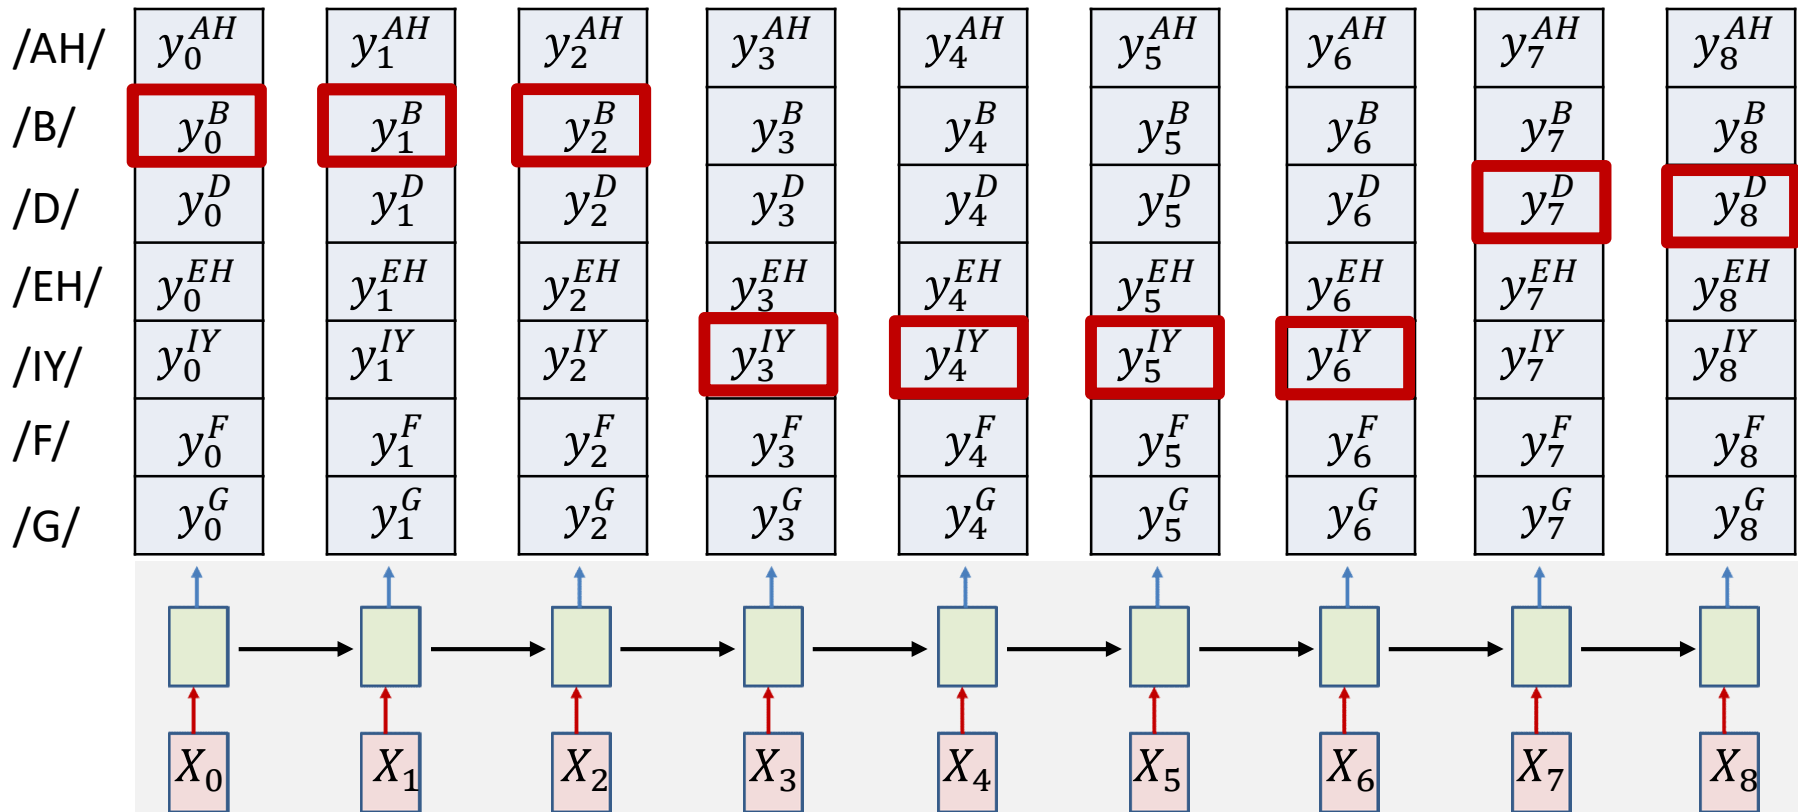 /AH/ y_0^{AH} y_1^{AH} y_2^{AH} y_3^{AH} y_4^{AH} y_5^{AH} y_6^{AH} y_7^{AH} y_8^{AH}
/B/ y_0^B y_1^B y_2^B y_3^B y_4^B y_5^B y_6^B y_7^B y_8^B
/D/ y_0^D y_1^D y_2^D y_3^D y_4^D y_5^D y_6^D y_7^D y_8^D
/EH/ y_0^{EH} y_1^{EH} y_2^{EH} y_3^{EH} y_4^{EH} y_5^{EH} y_6^{EH} y_7^{EH} y_8^{EH}
/IY/ y_0^{IY} y_1^{IY} y_2^{IY} y_3^{IY} y_4^{IY} y_5^{IY} y_6^{IY} y_7^{IY} y_8^{IY}
/F/ y_0^F y_1^F y_2^F y_3^F y_4^F y_5^F y_6^F y_7^F y_8^F
/G/ y_0^G y_1^G y_2^G y_3^G y_4^G y_5^G y_6^G y_7^G y_8^G
X_0 X_1 X_2 X_3 X_4 X_5 X_6 X_7 X_8